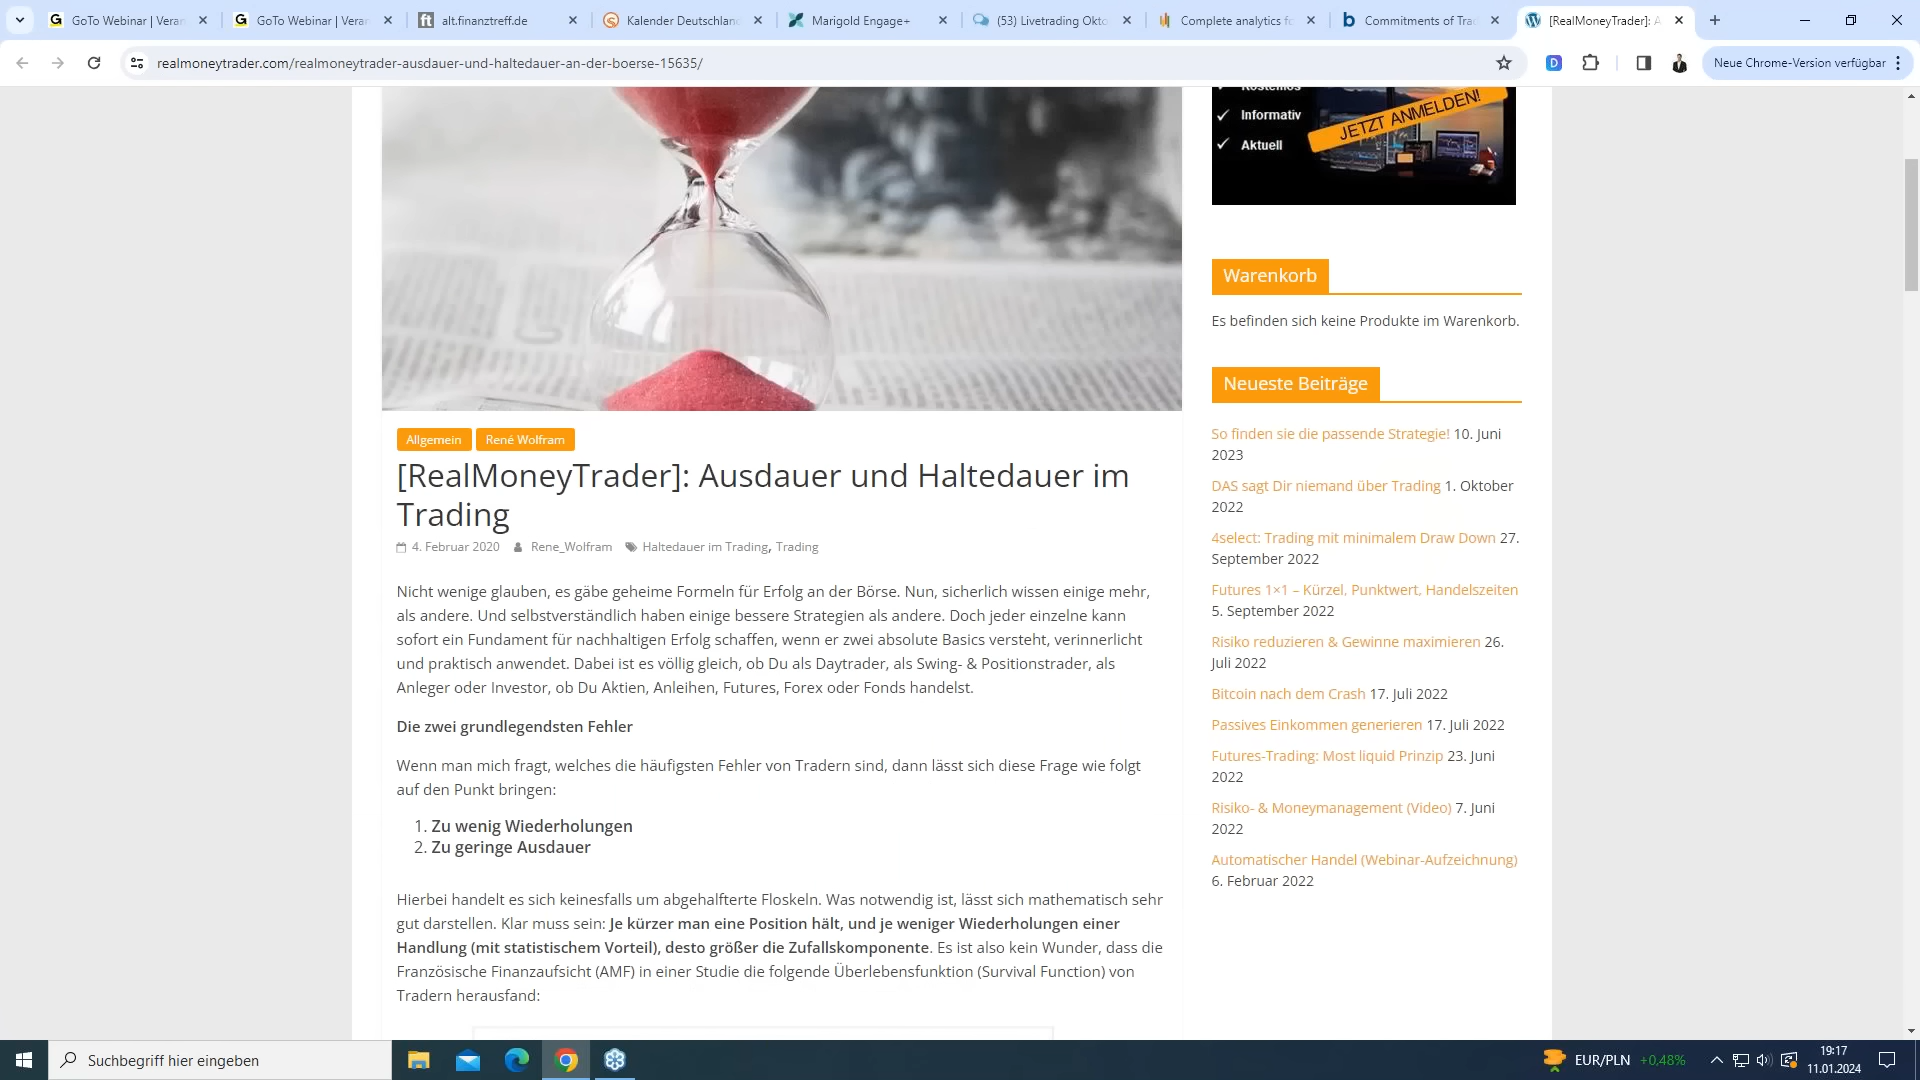 GoTo Webinar | Veran
GoTo Webinar | Veran
alt.finanztreff.de
Kalender Deutschland
Marigold Engage+
(53) Livetrading Okto
Complete analytics fo
Commitments of Trad
[RealMoneyTrader]: A
realmoneytrader.com/realmoneytrader-ausdauer-und-haltedauer-an-der-boerse-15635/
Neue Chrome-Version verfügbar
Kostenlos
Informativ
Aktuell
JETZT ANMELDEN!
Warenkorb
Es befinden sich keine Produkte im Warenkorb.
Neueste Beiträge
So finden sie die passende Strategie! 10. Juni
2023
DAS sagt Dir niemand über Trading 1. Oktober
2022
4select: Trading mit minimalem Draw Down 27.
September 2022
Futures 1×1 – Kürzel, Punktwert, Handelszeiten
5. September 2022
Risiko reduzieren & Gewinne maximieren 26.
Juli 2022
Bitcoin nach dem Crash 17. Juli 2022
Passives Einkommen generieren 17. Juli 2022
Futures-Trading: Most liquid Prinzip 23. Juni
2022
Risiko- & Moneymanagement (Video) 7. Juni
2022
Automatischer Handel (Webinar-Aufzeichnung)
6. Februar 2022
Allgemein
René Wolfram
[RealMoneyTrader]: Ausdauer und Haltedauer im
Trading
4. Februar 2020 Rene_Wolfram Haltedauer im Trading, Trading
Nicht wenige glauben, es gäbe geheime Formeln für Erfolg an der Börse. Nun, sicherlich wissen einige mehr,
als andere. Und selbstverständlich haben einige bessere Strategien als andere. Doch jeder einzelne kann
sofort ein Fundament für nachhaltigen Erfolg schaffen, wenn er zwei absolute Basics versteht, verinnerlicht
und praktisch anwendet. Dabei ist es völlig gleich, ob Du als Daytrader, als Swing- & Positionstrader, als
Anleger oder Investor, ob Du Aktien, Anleihen, Futures, Forex oder Fonds handelst.
Die zwei grundlegendsten Fehler
Wenn man mich fragt, welches die häufigsten Fehler von Tradern sind, dann lässt sich diese Frage wie folgt
auf den Punkt bringen:
1. Zu wenig Wiederholungen
2. Zu geringe Ausdauer
Hierbei handelt es sich keinesfalls um abgehalfterte Floskeln. Was notwendig ist, lässt sich mathematisch sehr
gut darstellen. Klar muss sein: Je kürzer man eine Position hält, und je weniger Wiederholungen einer
Handlung (mit statistischem Vorteil), desto größer die Zufallskomponente. Es ist also kein Wunder, dass die
Französische Finanzaufsicht (AMF) in einer Studie die folgende Überlebensfunktion (Survival Function) von
Tradern herausfand:
Suchbegriff hier eingeben
EUR/PLN +0,48%
19:17
11.01.2024